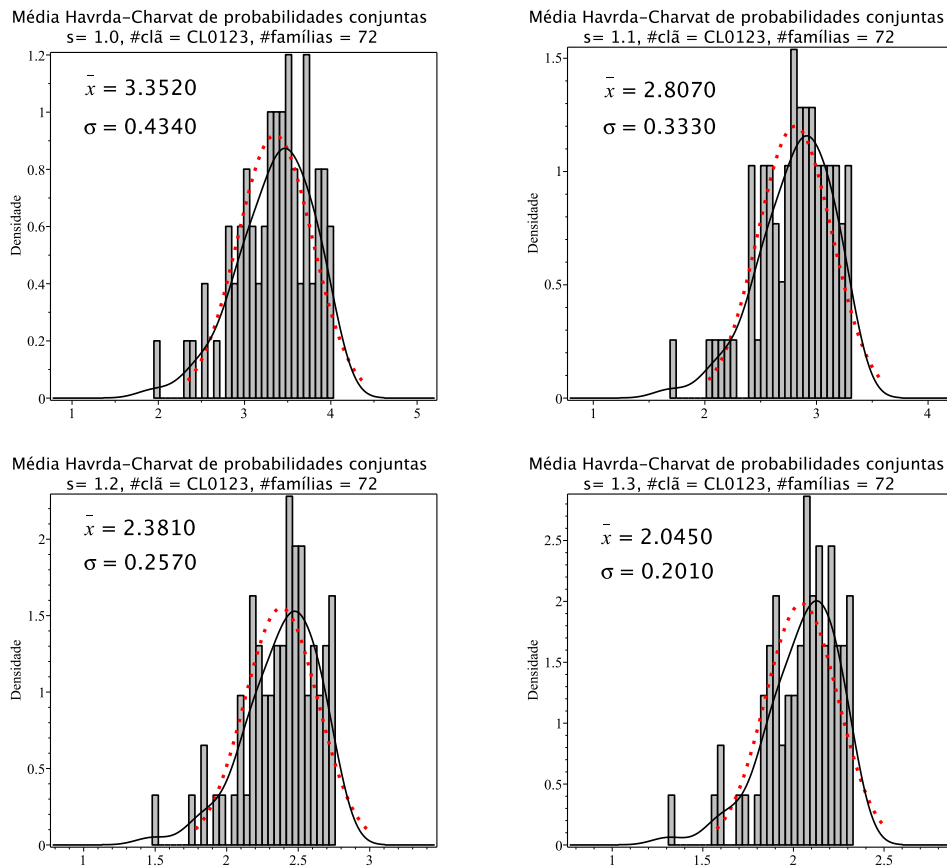 Média Havrda-Charvat de probabilidades conjuntas
s= 1.0, #clã = CL0123, #famílias = 72
x̄ = 3.3520
σ = 0.4340
Densidade
1.2
1
0.8
0.6
0.4
0.2
0
1
2
3
4
5
Média Havrda-Charvat de probabilidades conjuntas
s= 1.1, #clã = CL0123, #famílias = 72
x̄ = 2.8070
σ = 0.3330
Densidade
1.5
1
0.5
0
1
2
3
4
Média Havrda-Charvat de probabilidades conjuntas
s= 1.2, #clã = CL0123, #famílias = 72
x̄ = 2.3810
σ = 0.2570
Densidade
2
1.5
1
0.5
0
1
1.5
2
2.5
3
Média Havrda-Charvat de probabilidades conjuntas
s= 1.3, #clã = CL0123, #famílias = 72
x̄ = 2.0450
σ = 0.2010
Densidade
2.5
2
1.5
1
0.5
0
1
1.5
2
2.5